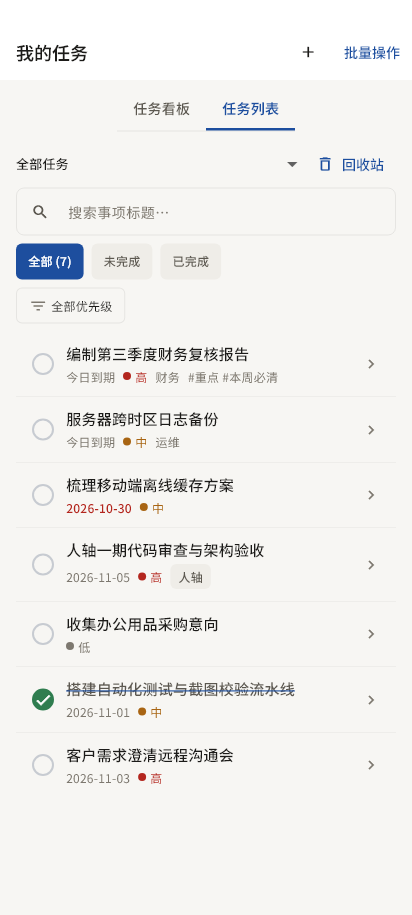 我的任务
批量操作
任务看板
任务列表
全部任务
回收站
搜索事项标题…
全部 (7)
未完成
已完成
全部优先级
编制第三季度财务复核报告
今日到期 高 财务 #重点 #本周必清
服务器跨时区日志备份
今日到期 中 运维
梳理移动端离线缓存方案
2026-10-30 中
人轴一期代码审查与架构验收
2026-11-05 高 人轴
收集办公用品采购意向
低
搭建自动化测试与截图校验流水线
2026-11-01 中
客户需求澄清远程沟通会
2026-11-03 高